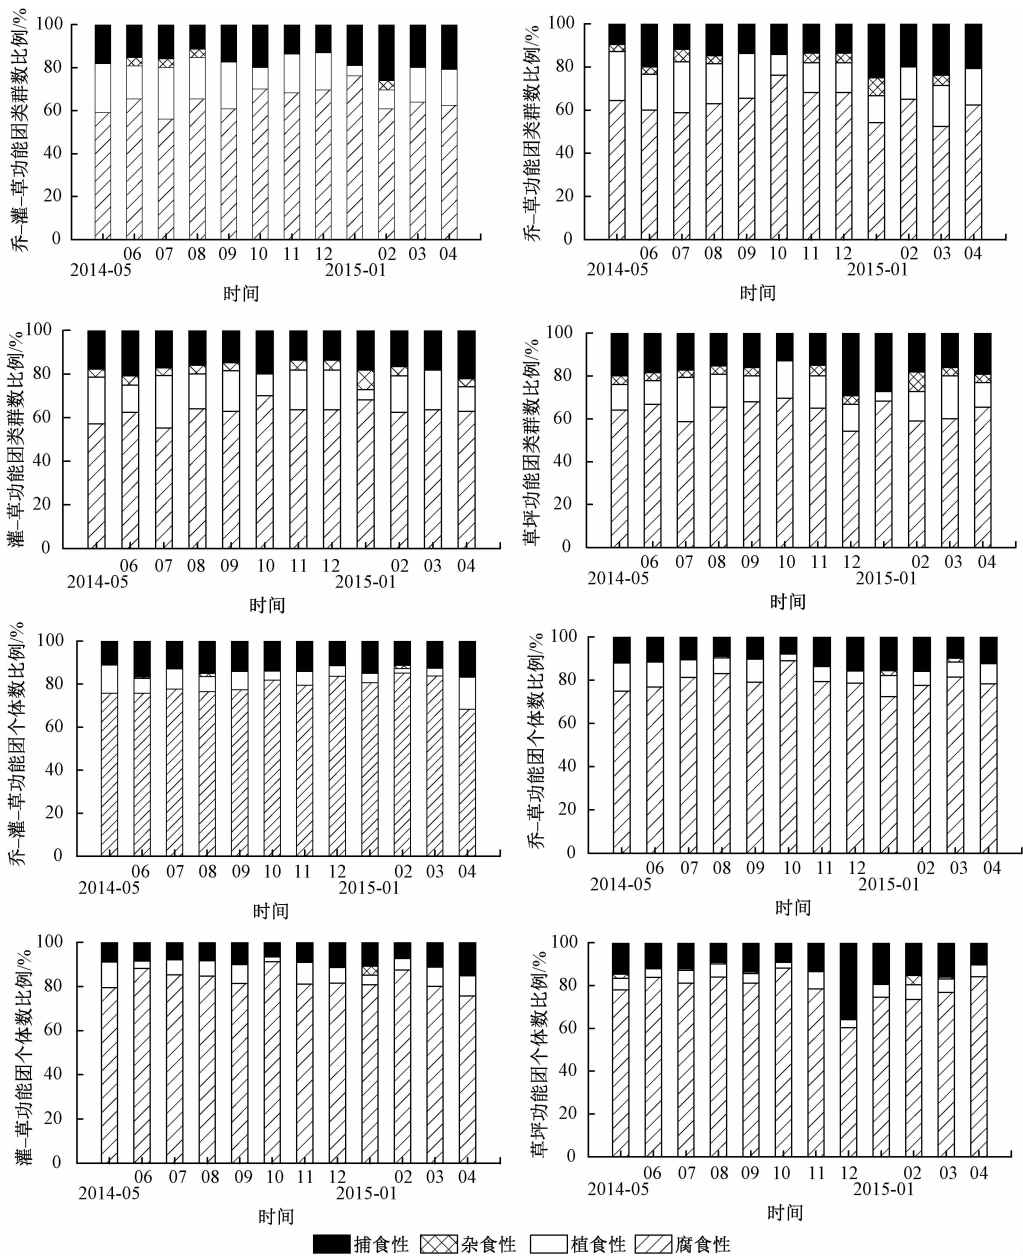 乔–灌–草功能团类群数比例/%
100
80
60
40
20
0
06 07 08 09 10 11 12 02 03 04
2014-05 2015-01
时间
乔–草功能团类群数比例/%
100
80
60
40
20
0
06 07 08 09 10 11 12 02 03 04
2014-05 2015-01
时间
灌–草功能团类群数比例/%
100
80
60
40
20
0
06 07 08 09 10 11 12 02 03 04
2014-05 2015-01
时间
草坪功能团类群数比例/%
100
80
60
40
20
0
06 07 08 09 10 11 12 02 03 04
2014-05 2015-01
时间
乔–灌–草功能团个体数比例/%
100
80
60
40
20
0
06 07 08 09 10 11 12 02 03 04
2014-05 2015-01
时间
乔–草功能团个体数比例/%
100
80
60
40
20
0
06 07 08 09 10 11 12 02 03 04
2014-05 2015-01
时间
灌–草功能团个体数比例/%
100
80
60
40
20
0
06 07 08 09 10 11 12 02 03 04
2014-05 2015-01
时间
草坪功能团个体数比例/%
100
80
60
40
20
0
06 07 08 09 10 11 12 02 03 04
2014-05 2015-01
时间
捕食性 杂食性 植食性 腐食性